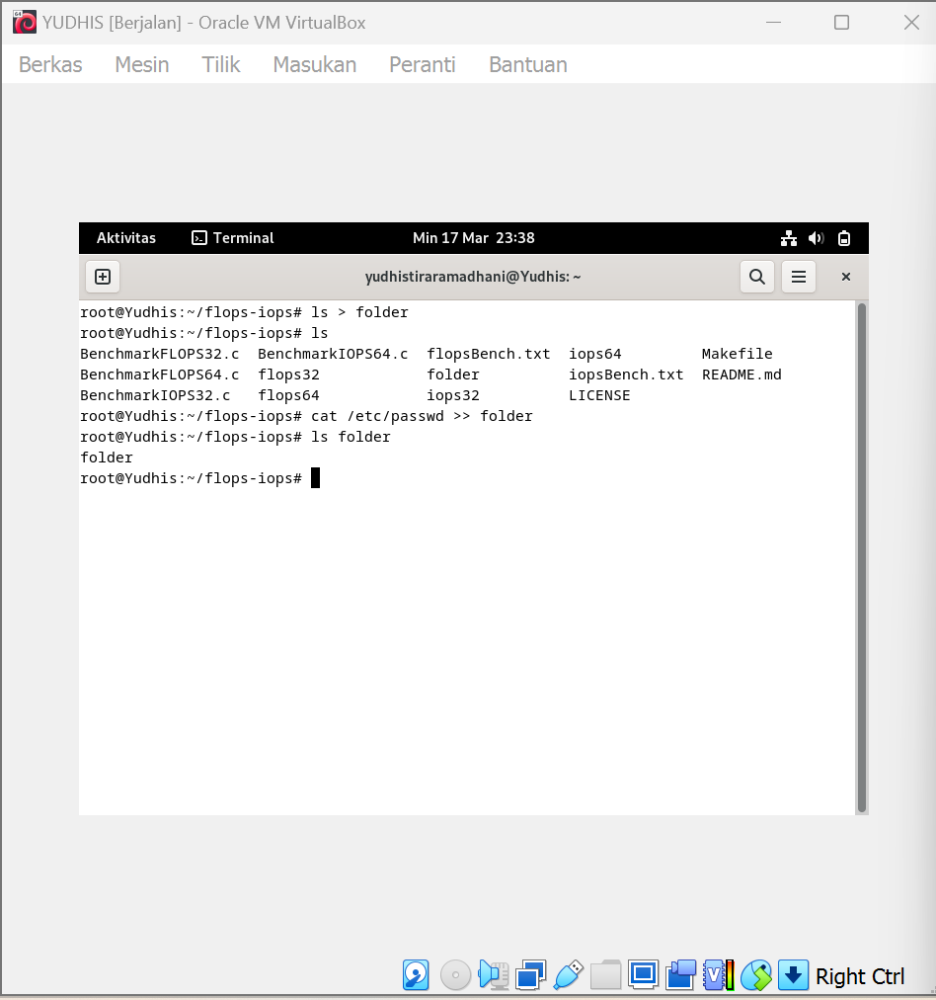 YUDHIS [Berjalan] - Oracle VM VirtualBox
Berkas Mesin Tilik Masukan Peranti Bantuan
Aktivitas Terminal Min 17 Mar 23:38
yudhistiraramadhani@Yudhis: ~
root@Yudhis:~/flops-iops# ls > folder
root@Yudhis:~/flops-iops# ls
BenchmarkFLOPS32.c BenchmarkIOPS64.c flopsBench.txt iops64 Makefile
BenchmarkFLOPS64.c flops32 folder iopsBench.txt README.md
BenchmarkIOPS32.c flops64 iops32 LICENSE
root@Yudhis:~/flops-iops# cat /etc/passwd >> folder
root@Yudhis:~/flops-iops# ls folder
folder
root@Yudhis:~/flops-iops#
Right Ctrl